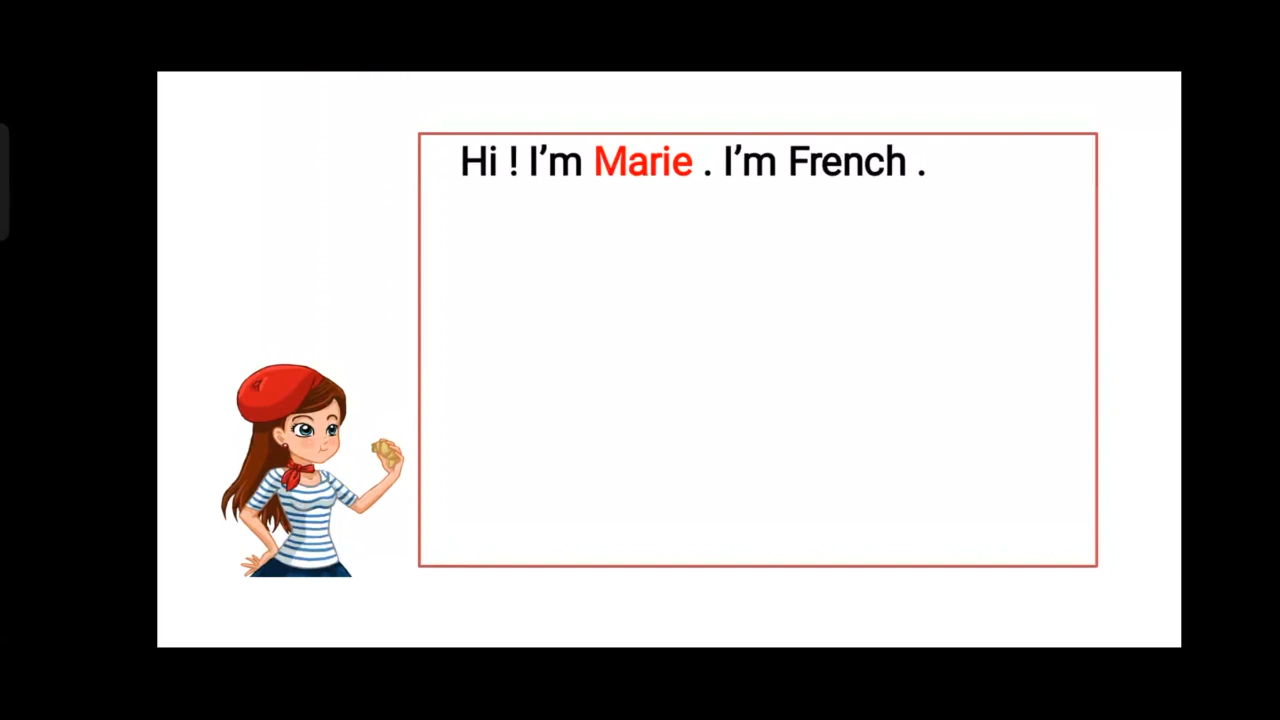 Hi ! I’m Marie . I’m French .